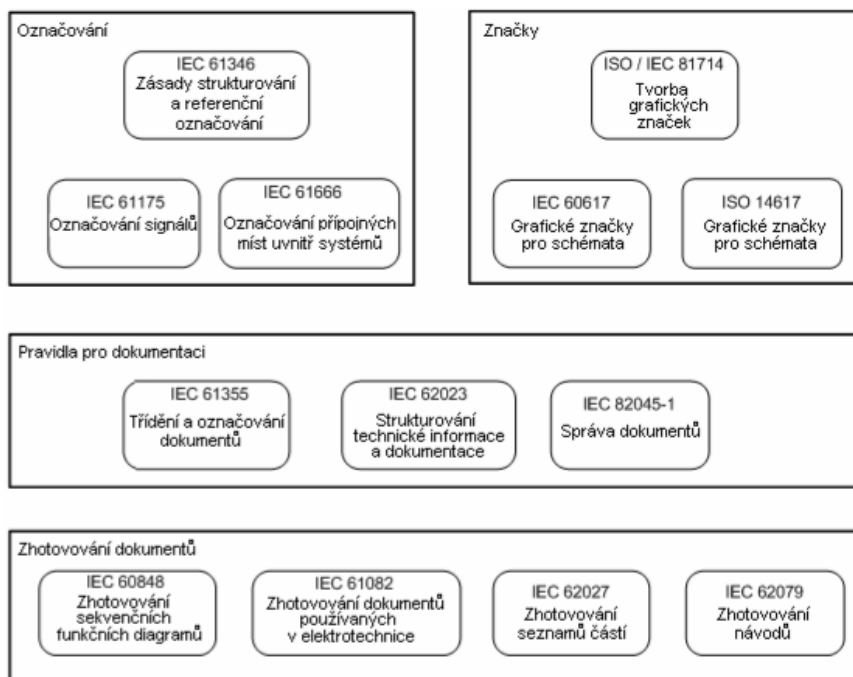 Označování
IEC 61346
Zásady strukturování
a referenční
označování
IEC 61175
Označování signálů
IEC 61666
Označování přípojných
míst uvnitř systémů
Značky
ISO / IEC 81714
Tvorba
grafických
značek
IEC 60617
Grafické značky
pro schémata
ISO 14617
Grafické značky
pro schémata
Pravidla pro dokumentaci
IEC 61355
Třídění a označování
dokumentů
IEC 62023
Strukturování
technické informace
a dokumentace
IEC 82045-1
Správa dokumentů
Zhotovování dokumentů
IEC 60848
Zhotovování
sekvenčních
funkčních diagramů
IEC 61082
Zhotovování dokumentů
používaných
v elektrotechnice
IEC 62027
Zhotovování
seznamů částí
IEC 62079
Zhotovování
návodů